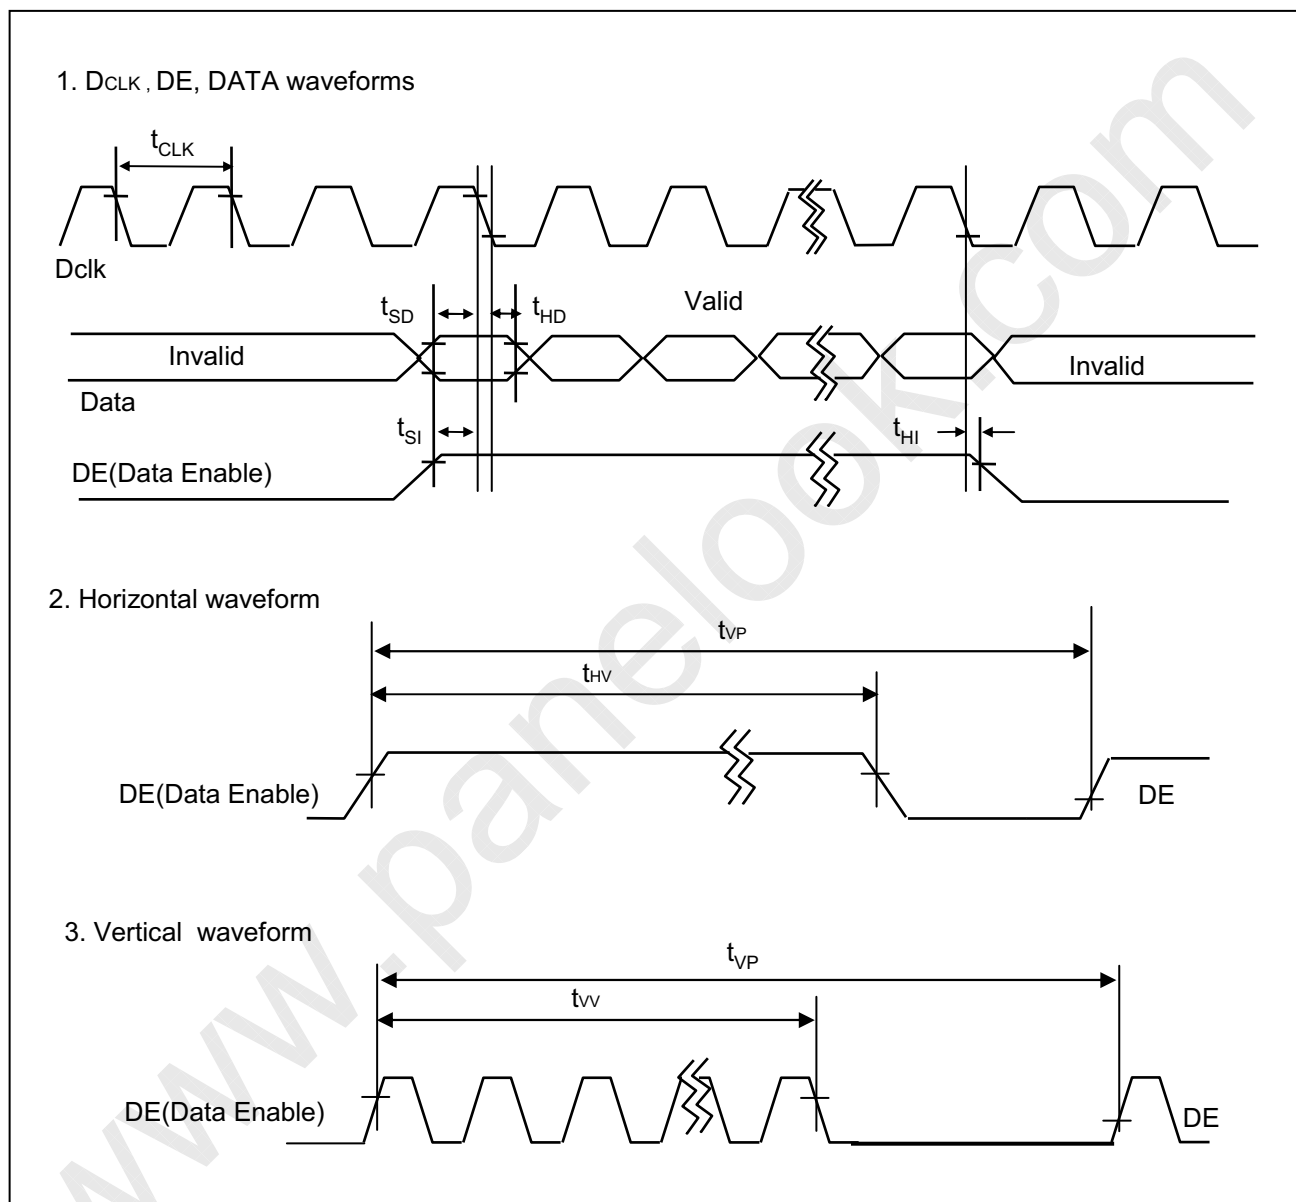 1. DCLK , DE, DATA waveforms
tCLK
Dclk
tSD
tHD
Valid
Invalid
Invalid
Data
tSI
tHI
DE(Data Enable)
2. Horizontal waveform
tVP
tHV
DE(Data Enable)
DE
3. Vertical waveform
tVP
tVV
DE(Data Enable)
DE
www.panelook.com